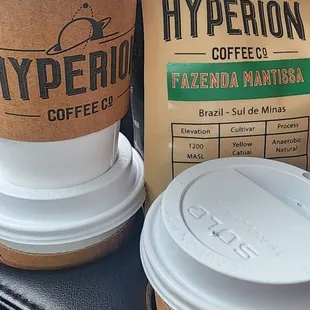 HYPERION
COFFEE CO
HYPERION
COFFEE CO
FAZENDA MANTISSA
Brazil - Sul de Minas
Elevation Cultivar Process
1200 MASL Yellow Catuai Anaerobic Natural
SOLO
TRAVELER